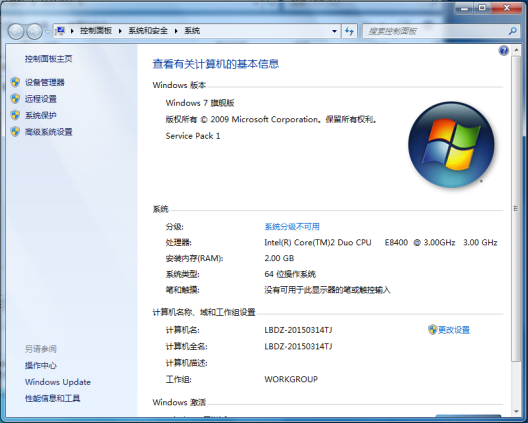 控制面板 ▸ 系统和安全 ▸ 系统
搜索控制面板
控制面板主页
设备管理器
远程设置
系统保护
高级系统设置
另请参阅
操作中心
Windows Update
性能信息和工具
查看有关计算机的基本信息
Windows 版本
Windows 7 旗舰版
版权所有 © 2009 Microsoft Corporation。保留所有权利。
Service Pack 1
系统
分级: 系统分级不可用
处理器: Intel(R) Core(TM)2 Duo CPU E8400 @ 3.00GHz 3.00 GHz
安装内存(RAM): 2.00 GB
系统类型: 64 位操作系统
笔和触摸: 没有可用于此显示器的笔或触控输入
计算机名称、域和工作组设置
计算机名: LBDZ-20150314TJ 更改设置
计算机全名: LBDZ-20150314TJ
计算机描述:
工作组: WORKGROUP
Windows 激活